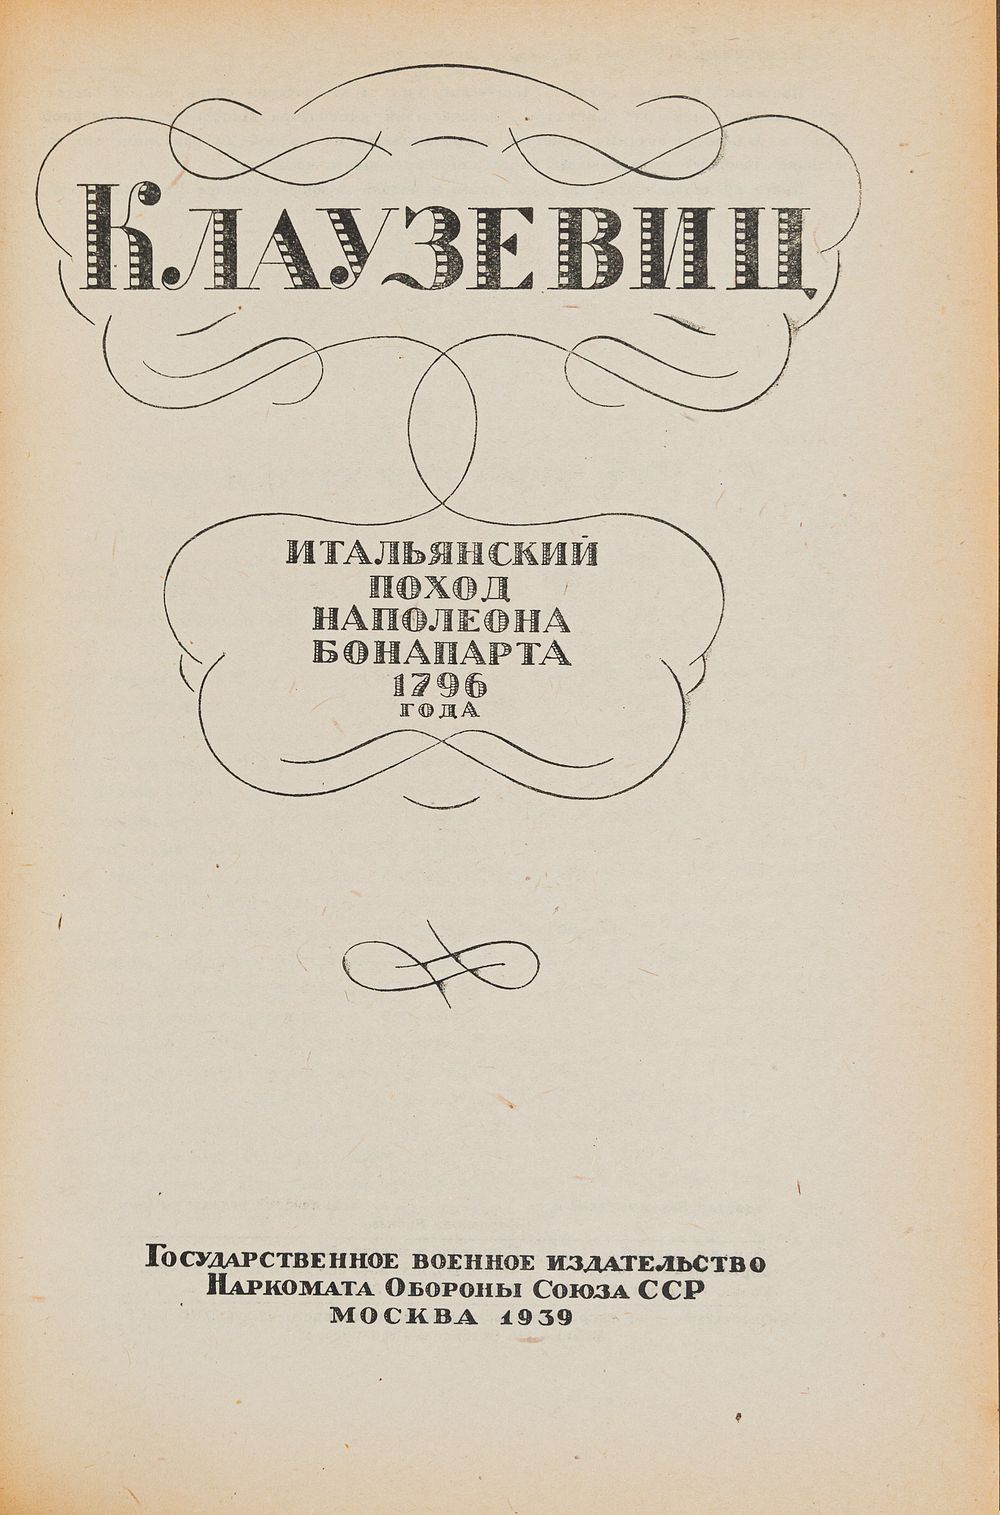 Клаузевиц
ИТАЛЬЯНСКИЙ
ПОХОД
НАПОЛЕОНА
БОНАПАРТА
1796
ГОДА
Государственное военное издательство
Наркомата Обороны Союза ССР
МОСКВА 1939